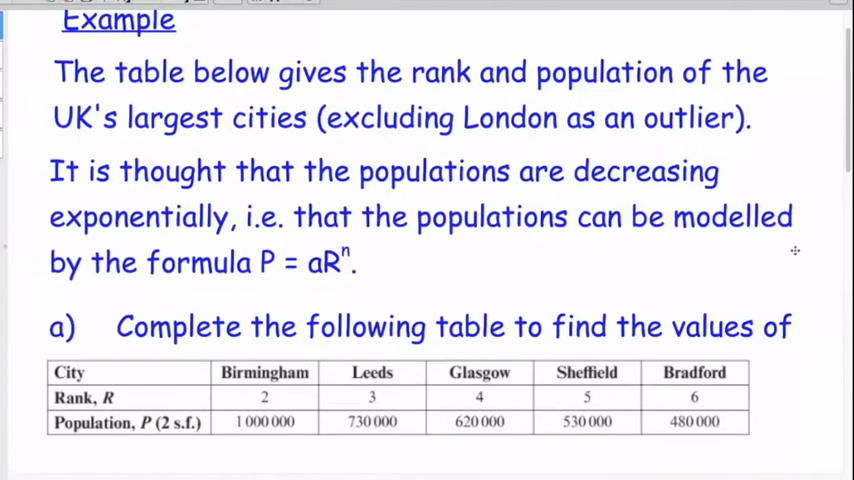 Example
The table below gives the rank and population of the
UK's largest cities (excluding London as an outlier).
It is thought that the populations are decreasing
exponentially, i.e. that the populations can be modelled
by the formula P = aRⁿ.
a) Complete the following table to find the values of
City Birmingham Leeds Glasgow Sheffield Bradford
Rank, R 2 3 4 5 6
Population, P (2 s.f.) 1 000 000 730 000 620 000 530 000 480 000